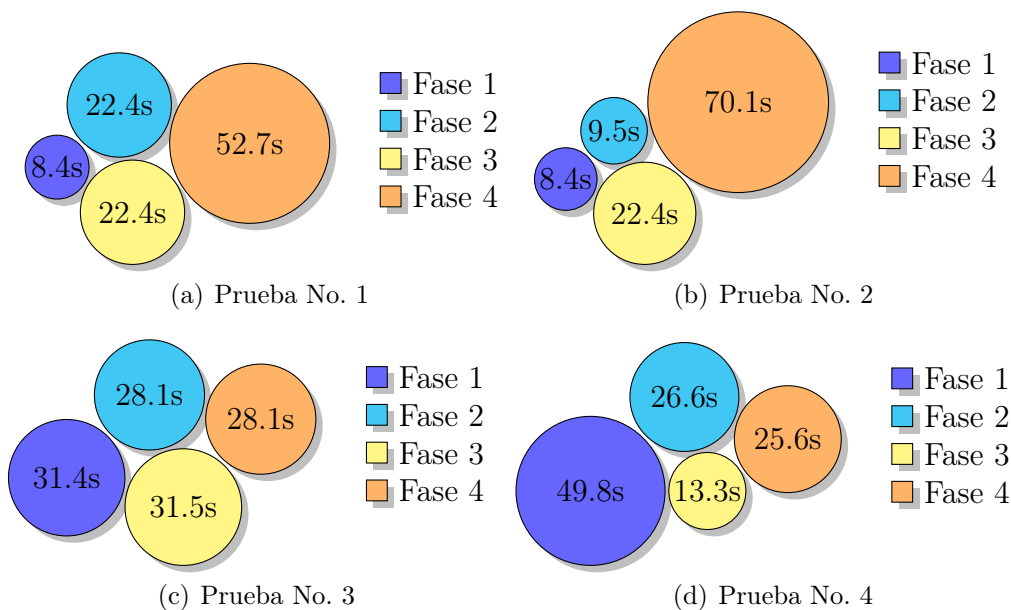 22.4s
8.4s
52.7s
22.4s
Fase 1
Fase 2
Fase 3
Fase 4
(a) Prueba No. 1
70.1s
9.5s
8.4s
22.4s
Fase 1
Fase 2
Fase 3
Fase 4
(b) Prueba No. 2
28.1s
28.1s
31.4s
31.5s
Fase 1
Fase 2
Fase 3
Fase 4
(c) Prueba No. 3
26.6s
25.6s
49.8s
13.3s
Fase 1
Fase 2
Fase 3
Fase 4
(d) Prueba No. 4